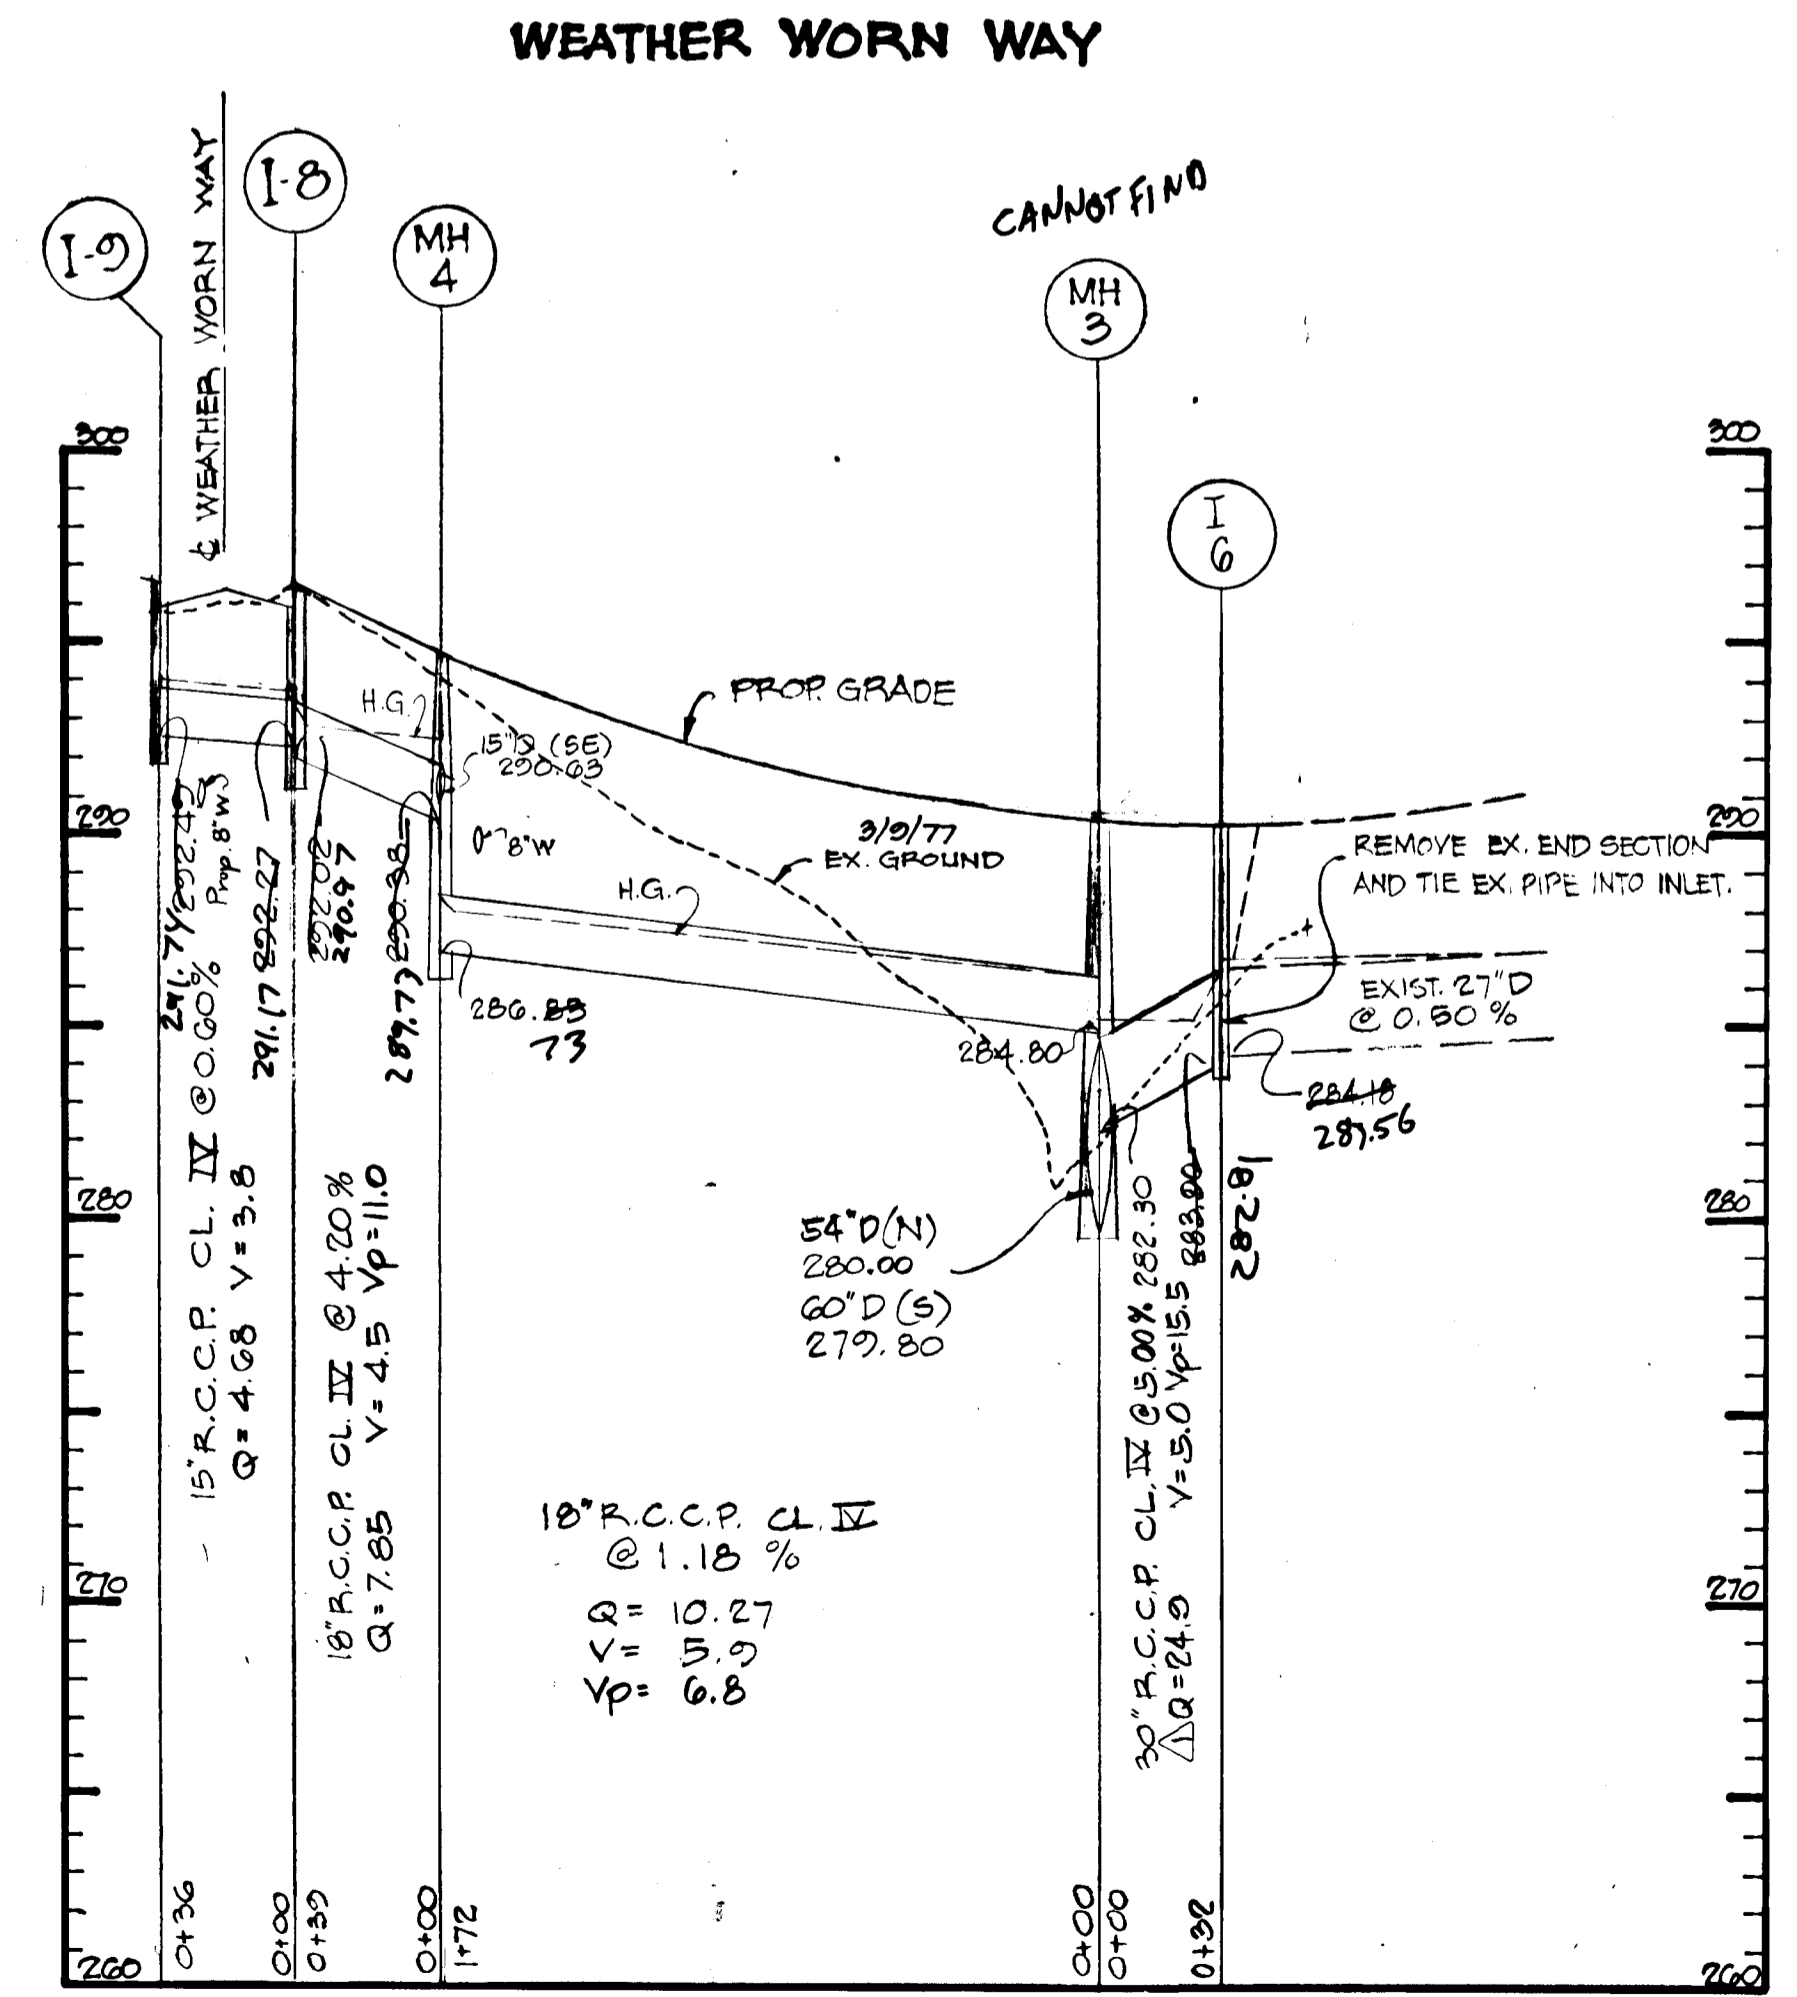 WEATHER WORN WAY
I-9
℄ WEATHER WORN WAY
I-8
MH
4
CANNOT FIND
MH
3
I
6
300
300
H.G.
PROP. GRADE
15"D (SE)
290.63
8"W
3/9/77
EX. GROUND
H.G.
290
290
REMOVE EX. END SECTION
AND TIE EX. PIPE INTO INLET.
EXIST. 27"D
@ 0.50%
292.49
291.74
Prop. 8"W
292.27
291.17
292.02
290.97
290.38
289.73
286.83
73
284.80
284.18
283.56
280
280
54"D(N)
280.00
60"D(S)
279.80
282.30
283.90
282.81
15" R.C.C.P. CL. IV @ 0.60%
Q = 4.68 V = 3.8
18" R.C.C.P. CL. IV @ 4.20%
Q = 7.85 V = 4.5 Vp = 11.0
18" R.C.C.P. CL. IV
@ 1.18 %
Q = 10.27
V = 5.9
Vp = 6.8
30" R.C.C.P. CL. IV @ 5.00%
1 Q = 24.9 V = 5.0 Vp = 15.5
270
270
0+36
0+00
0+39
0+00
1+72
0+00
0+00
0+32
260
260